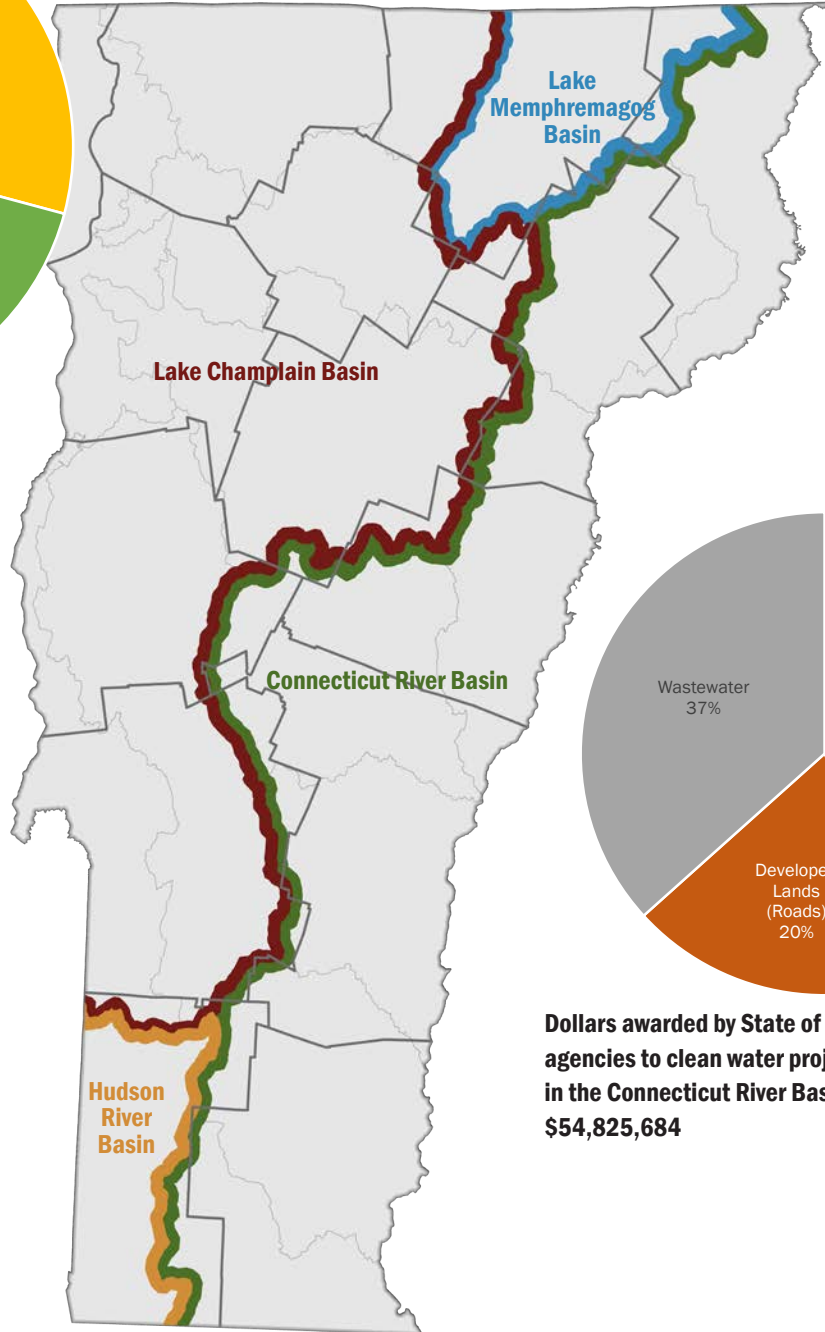 Lake
Memphremagog
Basin
Lake Champlain Basin
Connecticut River Basin
Wastewater
37%
Develope
Lands
(Roads)
20%
Dollars awarded by State of
agencies to clean water proj
in the Connecticut River Bas
$54,825,684
Hudson
River
Basin